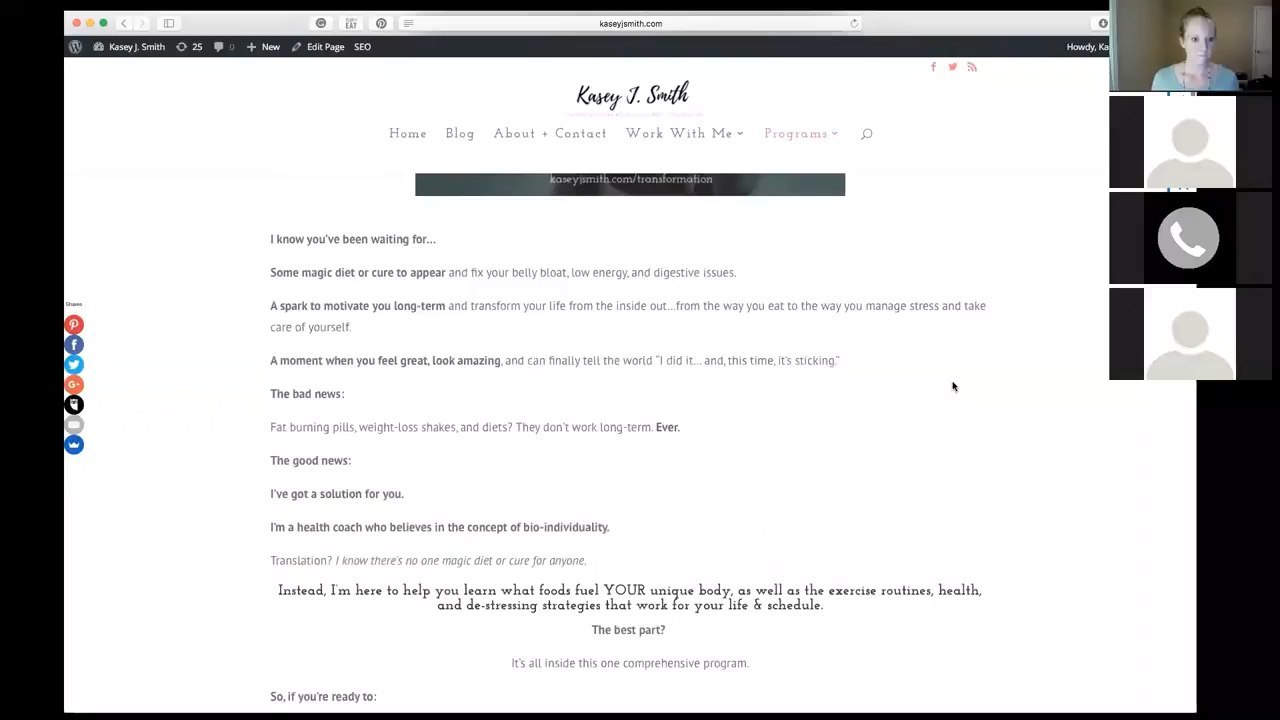 kaseyjsmith.com
Kasey J. Smith
25
0
New
Edit Page
SEO
Howdy, Ka
Kasey J. Smith
Home
Blog
About + Contact
Work With Me
Programs
kaseyjsmith.com/transformation
I know you've been waiting for...
Some magic diet or cure to appear and fix your belly bloat, low energy, and digestive issues.
A spark to motivate you long-term and transform your life from the inside out...from the way you eat to the way you manage stress and take
care of yourself.
A moment when you feel great, look amazing, and can finally tell the world “I did it... and, this time, it's sticking.”
The bad news:
Fat burning pills, weight-loss shakes, and diets? They don't work long-term. Ever.
The good news:
I've got a solution for you.
I'm a health coach who believes in the concept of bio-individuality.
Translation? I know there's no one magic diet or cure for anyone.
Instead, I'm here to help you learn what foods fuel YOUR unique body, as well as the exercise routines, health,
and de-stressing strategies that work for your life & schedule.
The best part?
It's all inside this one comprehensive program.
So, if you're ready to:
Shares